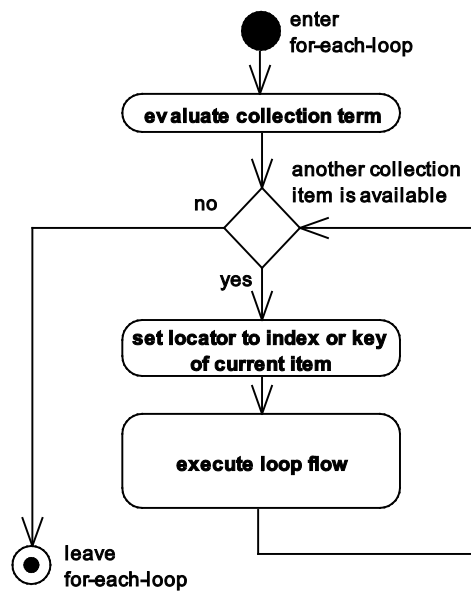 enter
for-each-loop
evaluate collection term
another collection
item is available
no
yes
set locator to index or key
of current item
execute loop flow
leave
for-each-loop